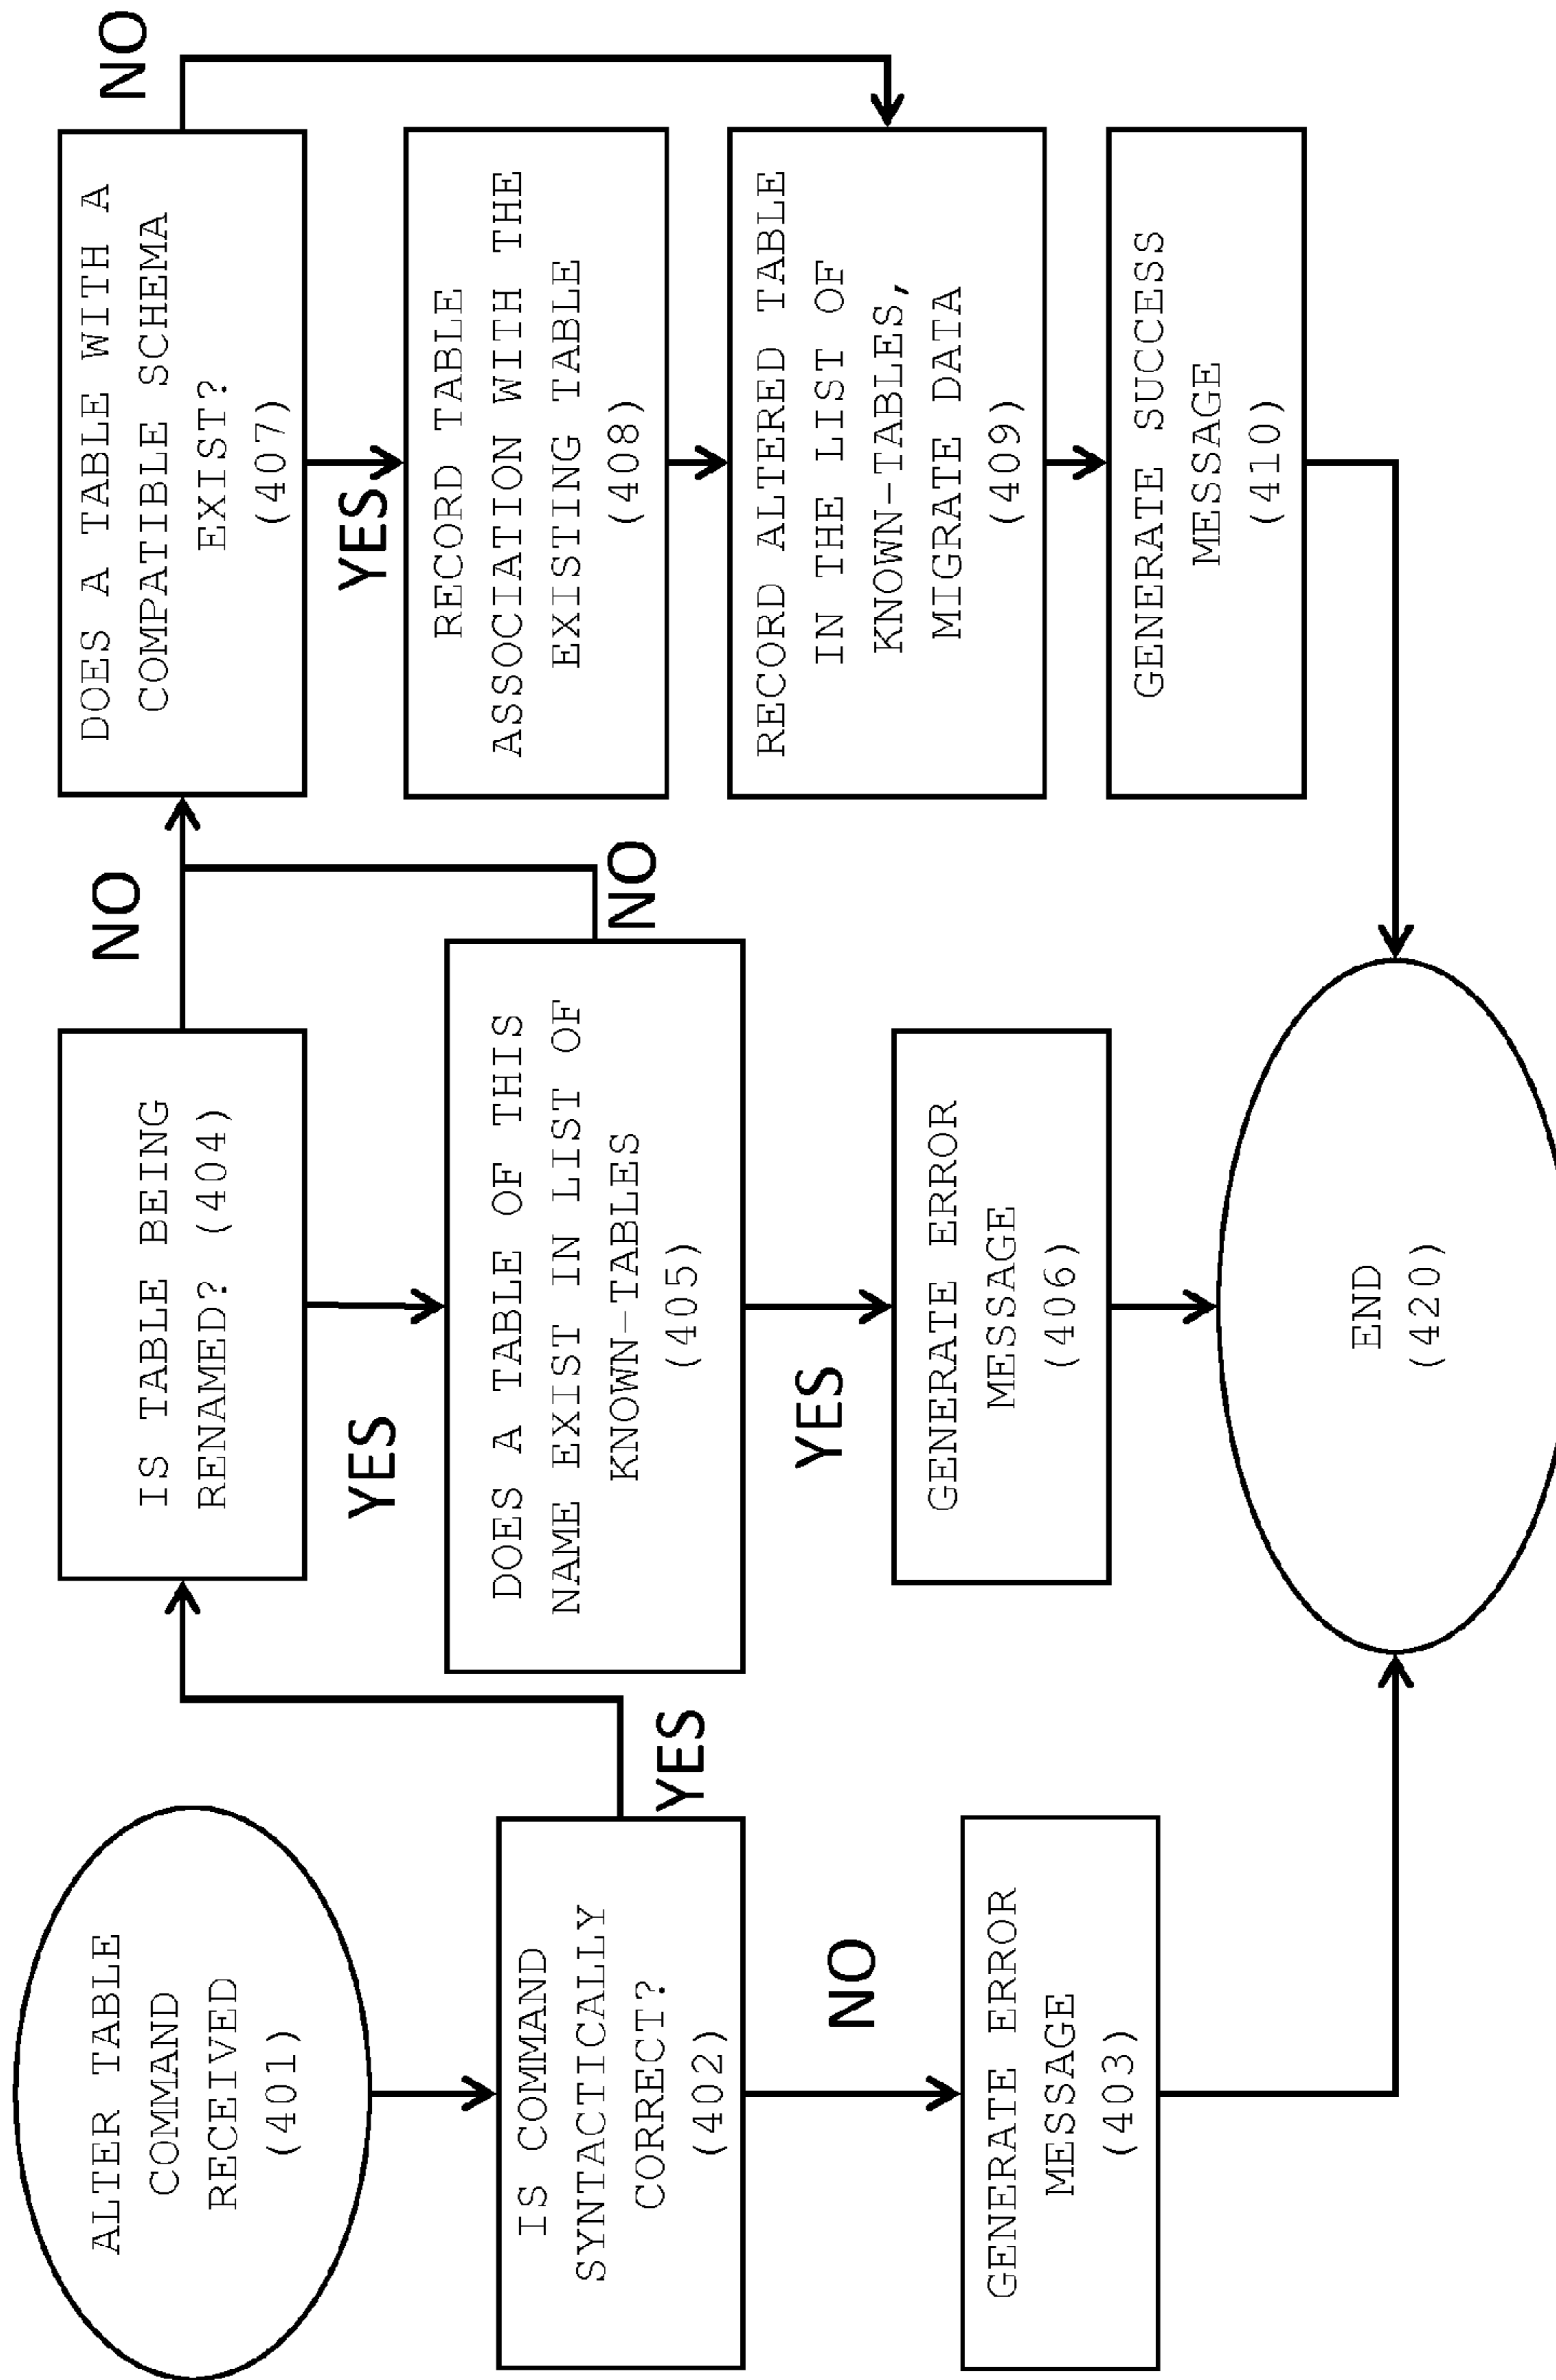 ALTER TABLE
COMMAND
RECEIVED
(401)
IS COMMAND
SYNTACTICALLY
CORRECT?
(402)
YES
NO
GENERATE ERROR
MESSAGE
(403)
IS TABLE BEING
RENAMED? (404)
NO
YES
DOES A TABLE OF THIS
NAME EXIST IN LIST OF
KNOWN-TABLES
(405)
NO
YES
GENERATE ERROR
MESSAGE
(406)
END
(420)
DOES A TABLE WITH A
COMPATIBLE SCHEMA
EXIST?
(407)
NO
YES
RECORD TABLE
ASSOCIATION WITH THE
EXISTING TABLE
(408)
RECORD ALTERED TABLE
IN THE LIST OF
KNOWN-TABLES,
MIGRATE DATA
(409)
GENERATE SUCCESS
MESSAGE
(410)